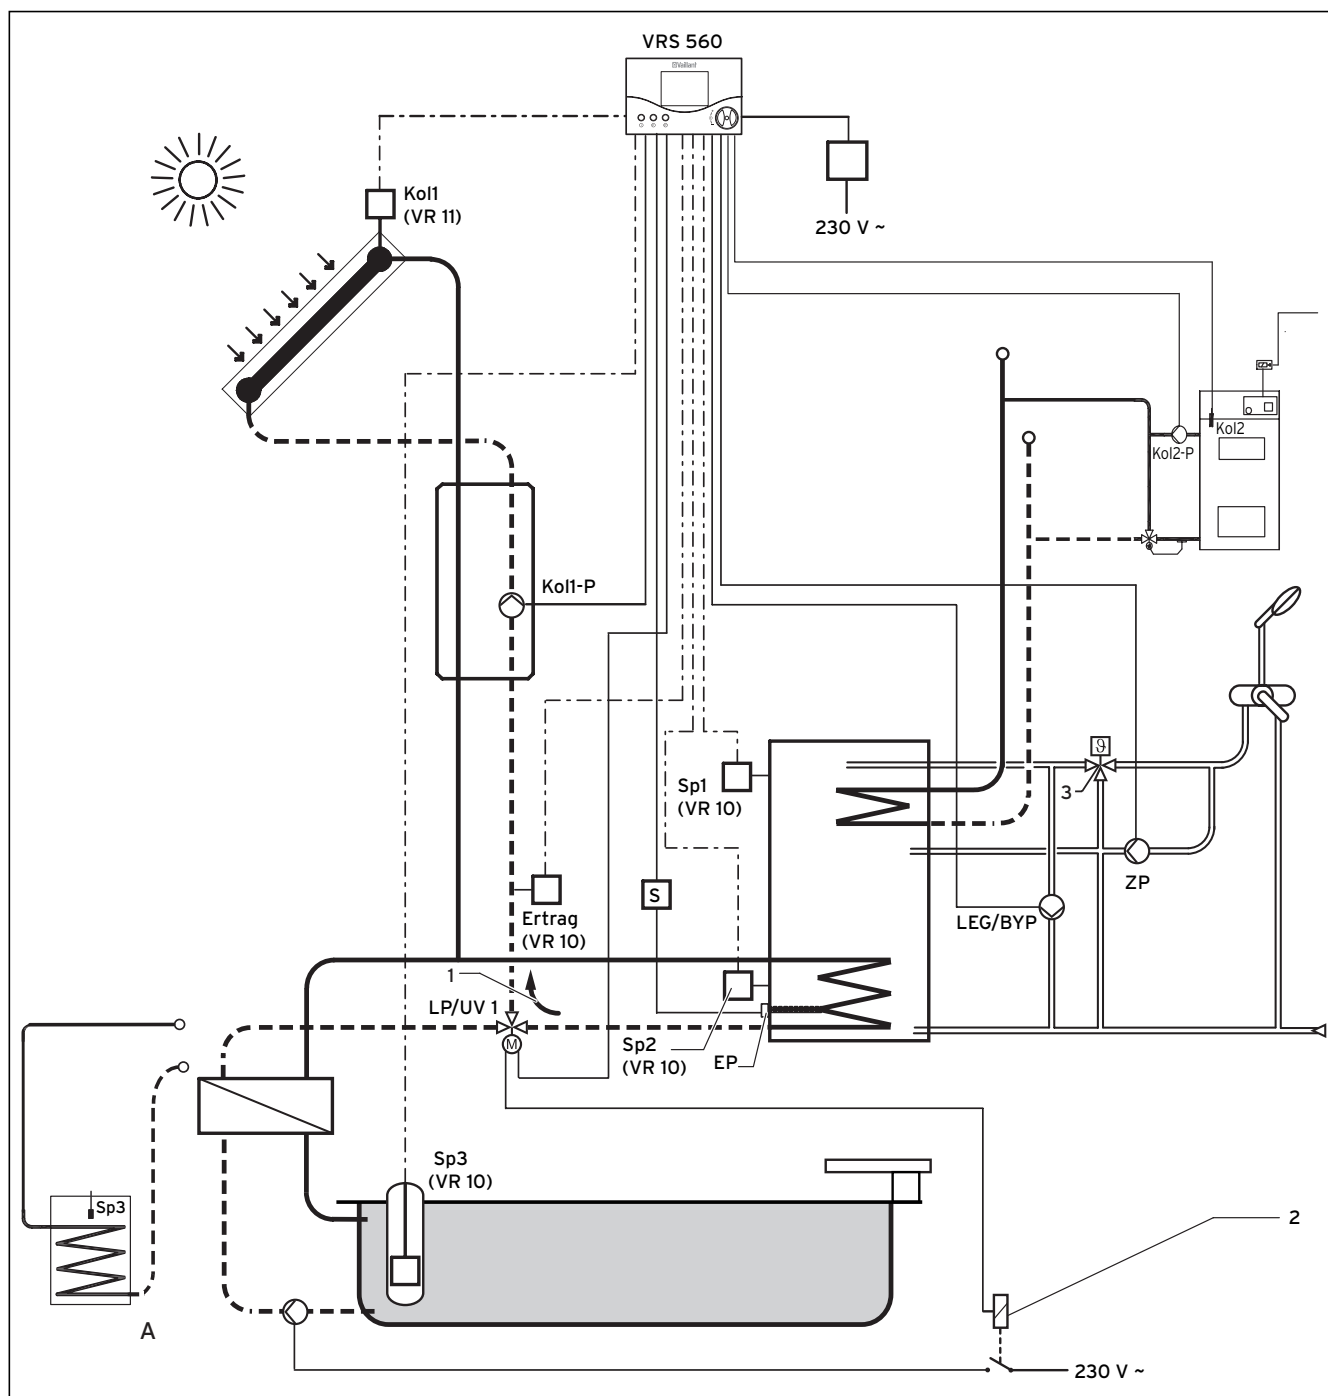 VRS 560
Vaillant
Kol1
(VR 11)
230 V ~
Kol2
Kol2-P
Kol1-P
Sp1
(VR 10)
ϑ
3
ZP
S
Ertrag
(VR 10)
LEG/BYP
1
LP/UV 1
M
Sp2
(VR 10)
EP
Sp3
(VR 10)
Sp3
2
A
230 V ~